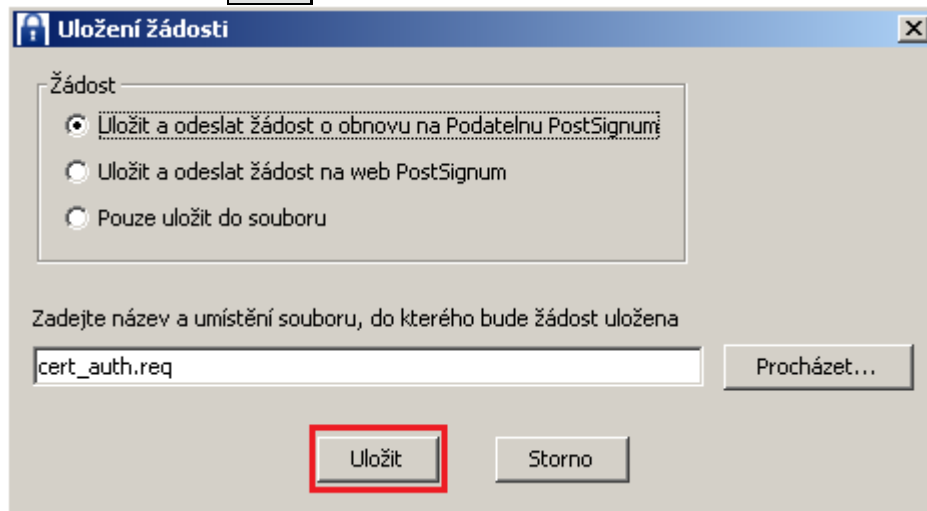 Uložení žádosti
Žádost
Uložit a odeslat žádost o obnovu na Podatelnu PostSignum
Uložit a odeslat žádost na web PostSignum
Pouze uložit do souboru
Zadejte název a umístění souboru, do kterého bude žádost uložena
cert_auth.req
Procházet...
Uložit
Storno